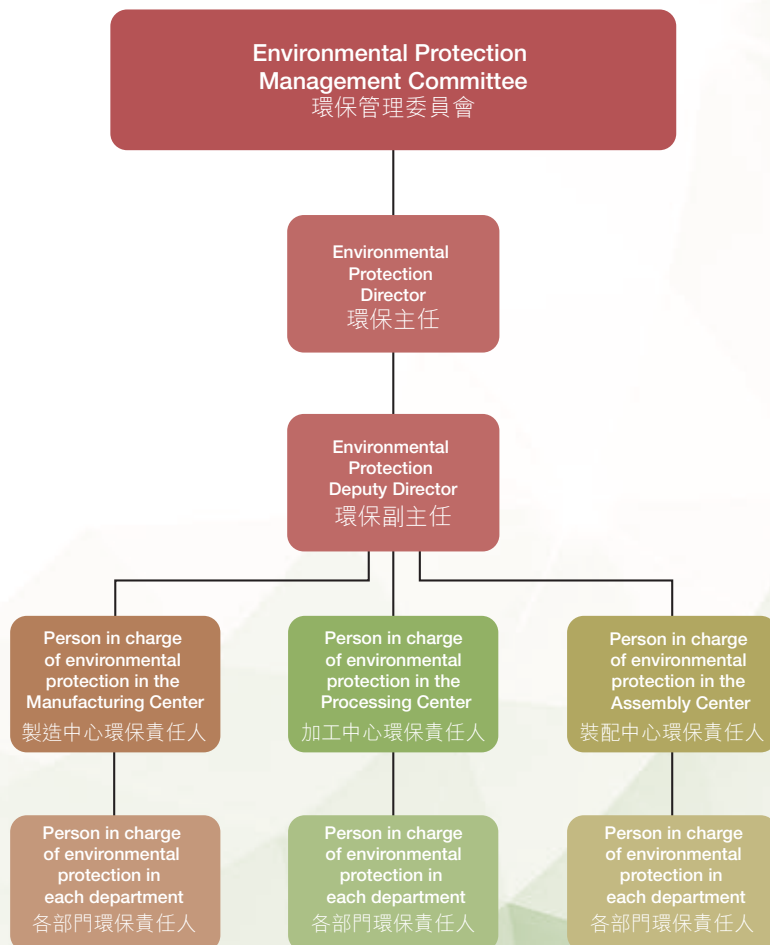 Environmental Protection
Management Committee
環保管理委員會
Environmental
Protection
Director
環保主任
Environmental
Protection
Deputy Director
環保副主任
Person in charge
of environmental
protection in the
Manufacturing Center
製造中心環保責任人
Person in charge
of environmental
protection in the
Processing Center
加工中心環保責任人
Person in charge
of environmental
protection in the
Assembly Center
裝配中心環保責任人
Person in charge
of environmental
protection in
each department
各部門環保責任人
Person in charge
of environmental
protection in
each department
各部門環保責任人
Person in charge
of environmental
protection in
each department
各部門環保責任人